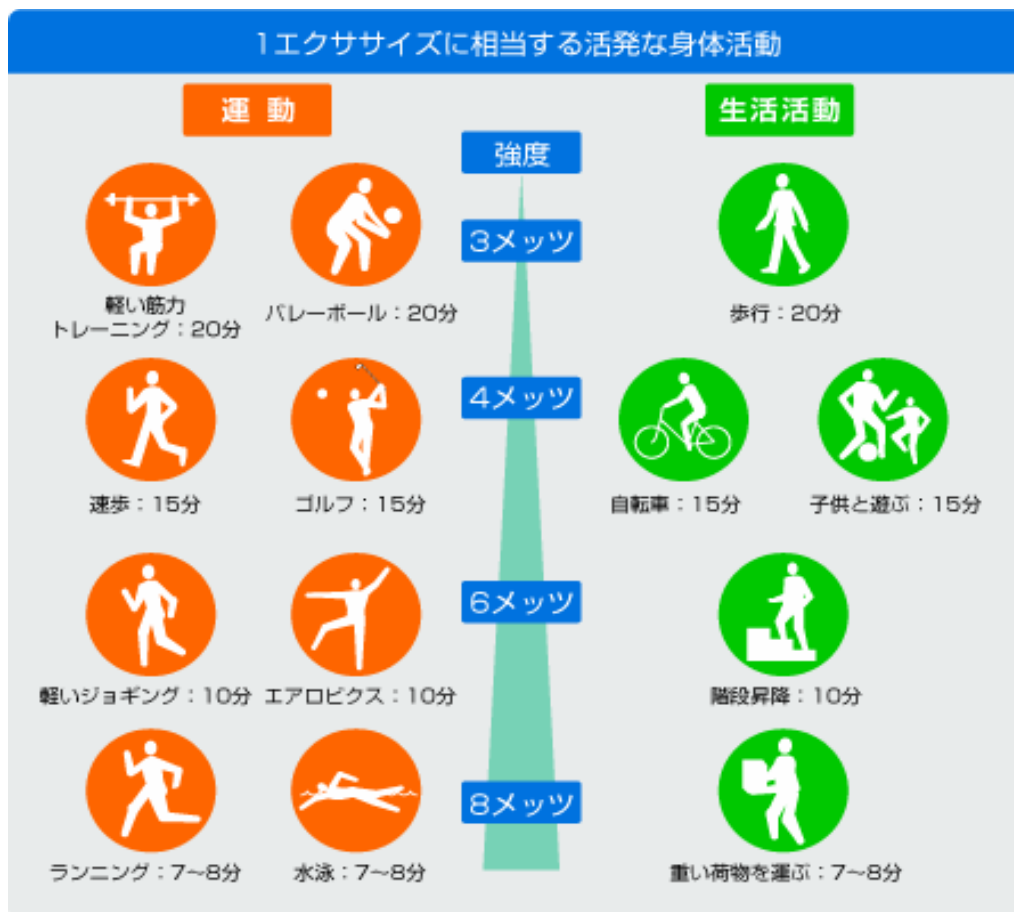 1エクササイズに相当する活発な身体活動
運 動
生活活動
強度
3メッツ
軽い筋力
トレーニング：20分
バレーボール：20分
歩行：20分
4メッツ
速歩：15分
ゴルフ：15分
自転車：15分
子供と遊ぶ：15分
6メッツ
軽いジョギング：10分
エアロビクス：10分
階段昇降：10分
8メッツ
ランニング：7〜8分
水泳：7〜8分
重い荷物を運ぶ：7〜8分